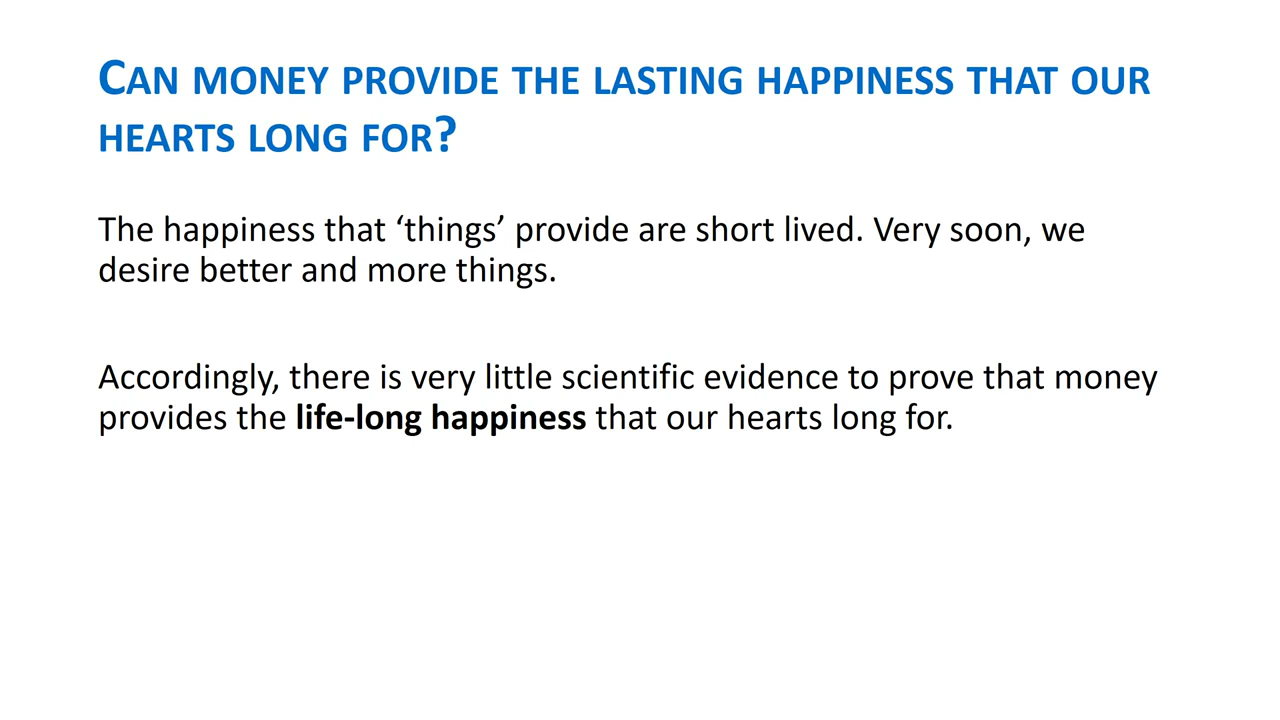 CAN MONEY PROVIDE THE LASTING HAPPINESS THAT OUR
HEARTS LONG FOR?
The happiness that ‘things’ provide are short lived. Very soon, we
desire better and more things.
Accordingly, there is very little scientific evidence to prove that money
provides the life-long happiness that our hearts long for.